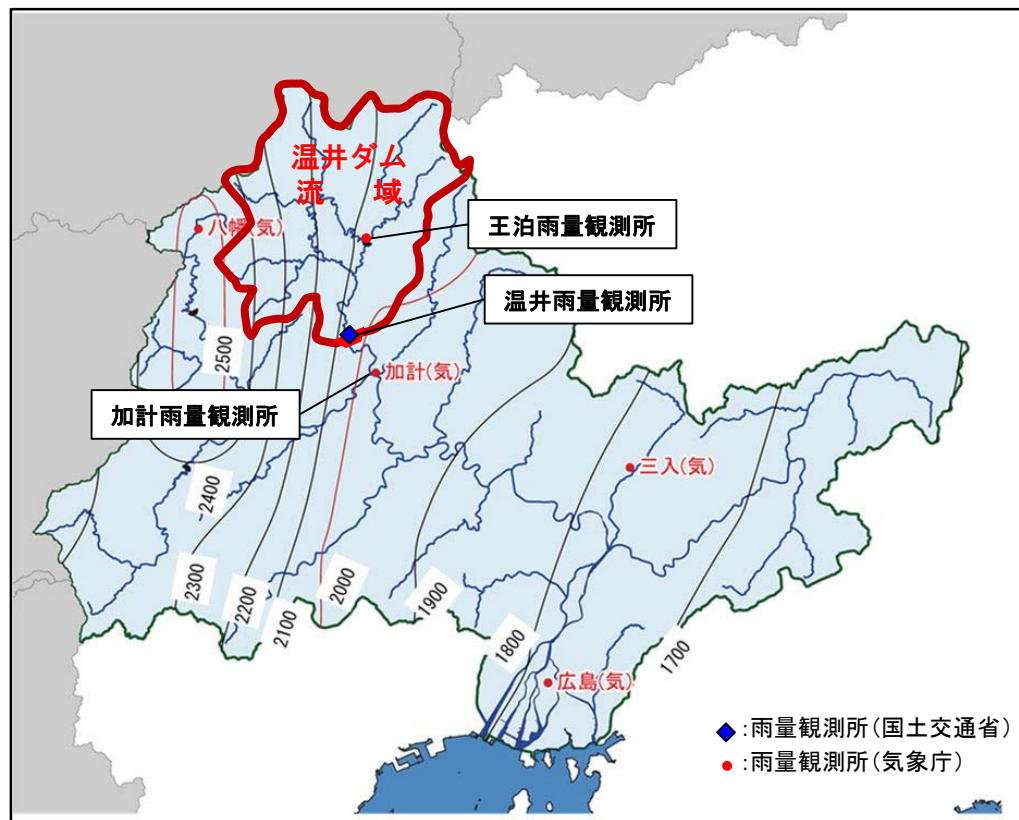 温井ダム
流 域
八幡(気)
王泊雨量観測所
温井雨量観測所
2500
加計(気)
加計雨量観測所
三入(気)
2400
2300
2200
2100
2000
1900
1800
1700
広島(気)
:雨量観測所(国土交通省)
:雨量観測所(気象庁)